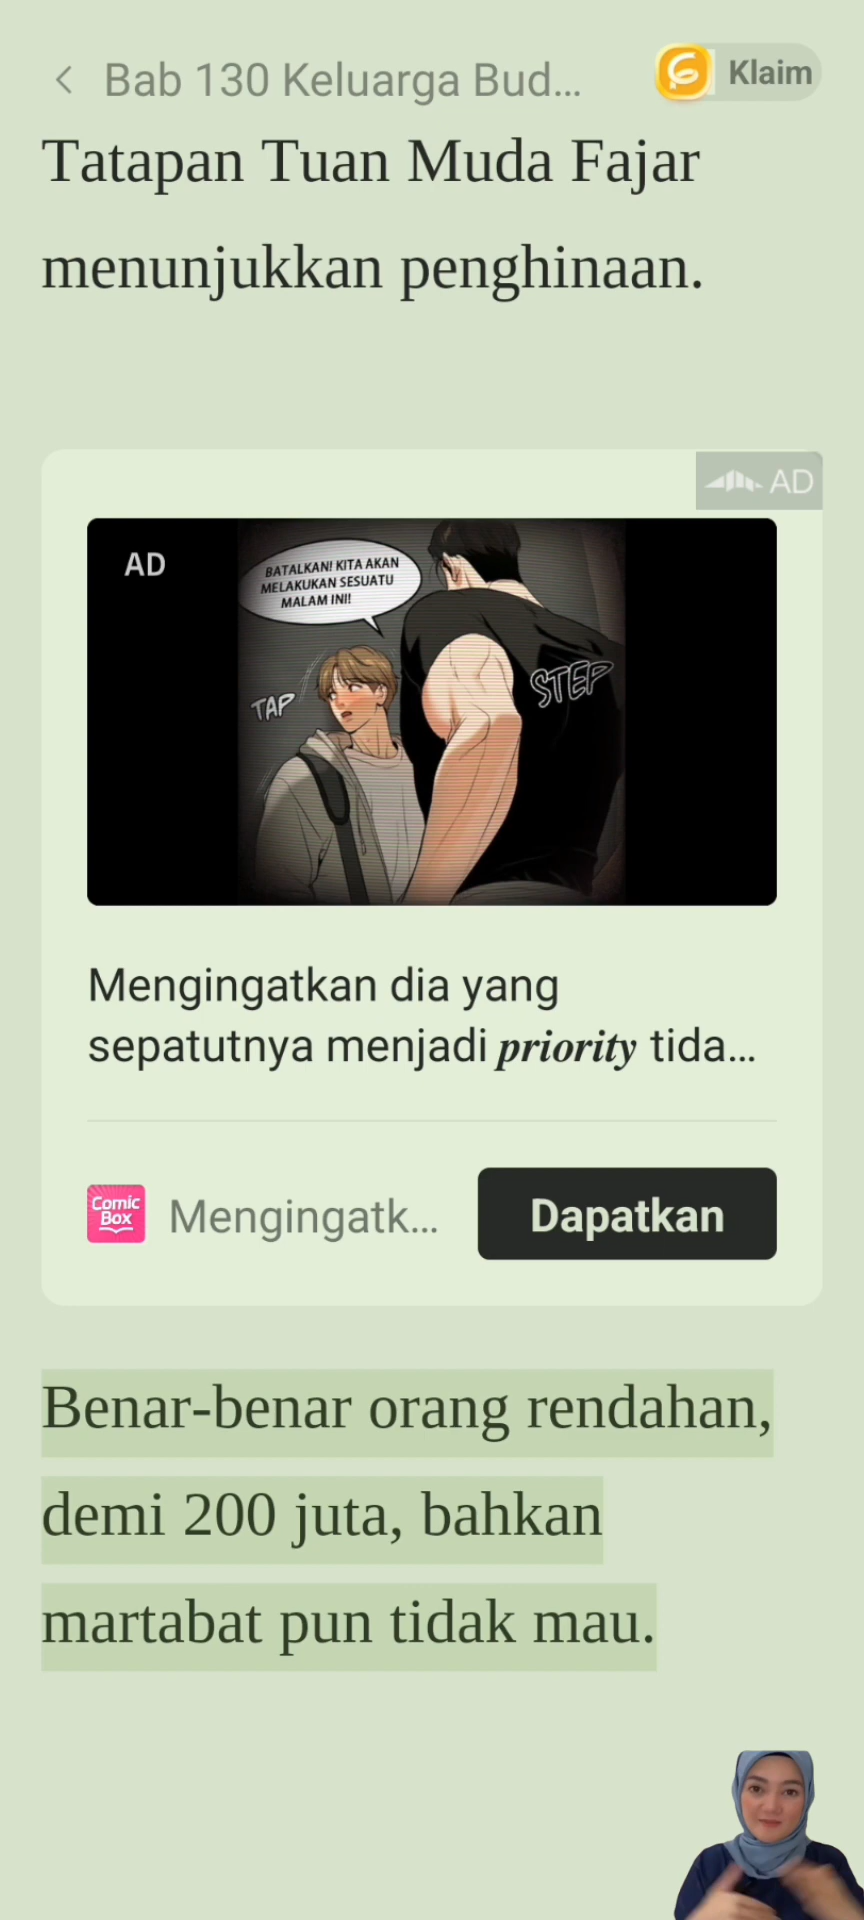 Bab 130 Keluarga Bud...
Klaim
Tatapan Tuan Muda Fajar
menunjukkan penghinaan.
AD
AD
BATALKAN! KITA AKAN
MELAKUKAN SESUATU
MALAM INI!
TAP
STEP
Mengingatkan dia yang
sepatutnya menjadi priority tida...
Comic
Box
Mengingatk...
Dapatkan
Benar-benar orang rendahan,
demi 200 juta, bahkan
martabat pun tidak mau.